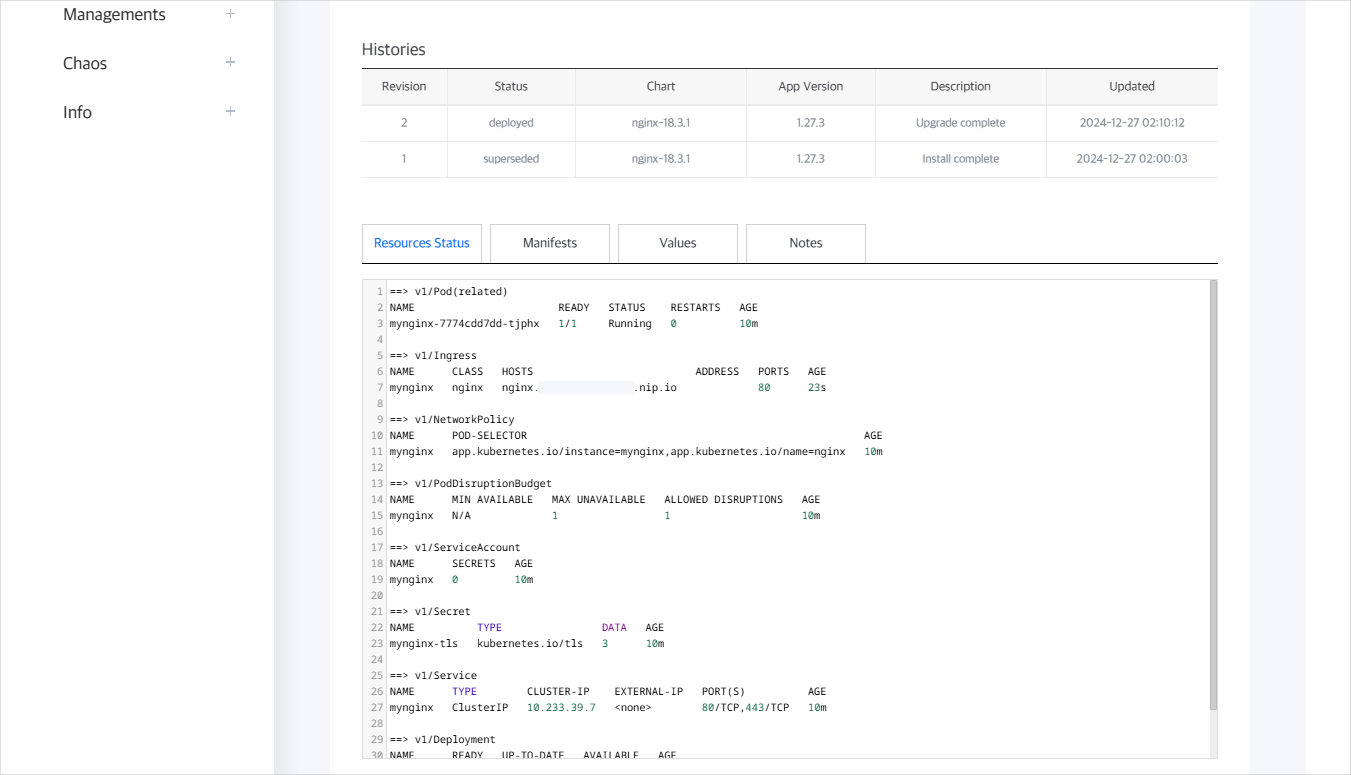 Managements +
Chaos +
Info +
Histories
Revision Status Chart App Version Description Updated
2 deployed nginx-18.3.1 1.27.3 Upgrade complete 2024-12-27 02:10:12
1 superseded nginx-18.3.1 1.27.3 Install complete 2024-12-27 02:00:03
Resources Status Manifests Values Notes
1 ==> v1/Pod(related)
2 NAME READY STATUS RESTARTS AGE
3 mynginx-7774cdd7dd-tjphx 1/1 Running 0 10m
4
5 ==> v1/Ingress
6 NAME CLASS HOSTS ADDRESS PORTS AGE
7 mynginx nginx nginx. .nip.io 80 23s
8
9 ==> v1/NetworkPolicy
10 NAME POD-SELECTOR AGE
11 mynginx app.kubernetes.io/instance=mynginx,app.kubernetes.io/name=nginx 10m
12
13 ==> v1/PodDisruptionBudget
14 NAME MIN AVAILABLE MAX UNAVAILABLE ALLOWED DISRUPTIONS AGE
15 mynginx N/A 1 1 10m
16
17 ==> v1/ServiceAccount
18 NAME SECRETS AGE
19 mynginx 0 10m
20
21 ==> v1/Secret
22 NAME TYPE DATA AGE
23 mynginx-tls kubernetes.io/tls 3 10m
24
25 ==> v1/Service
26 NAME TYPE CLUSTER-IP EXTERNAL-IP PORT(S) AGE
27 mynginx ClusterIP 10.233.39.7 <none> 80/TCP,443/TCP 10m
28
29 ==> v1/Deployment
30 NAME READY UP-TO-DATE AVAILABLE AGE